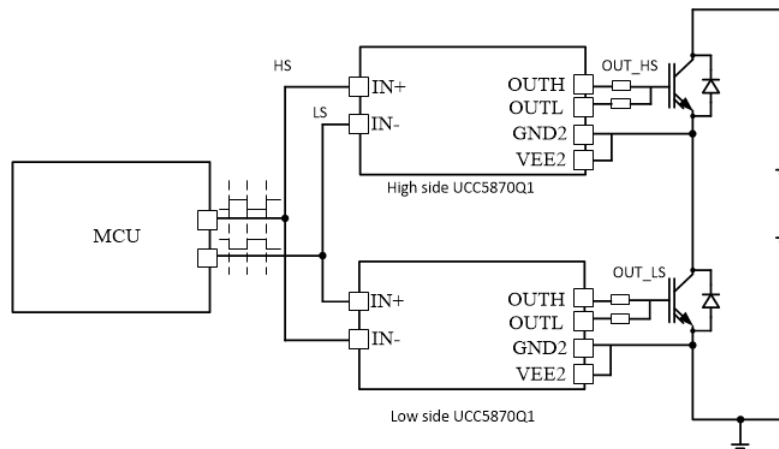 HS
IN+
OUTH
OUT_HS
OUTL
LS
IN-
GND2
VEE2
High side UCC5870Q1
MCU
OUT_LS
IN+
OUTH
OUTL
IN-
GND2
VEE2
Low side UCC5870Q1